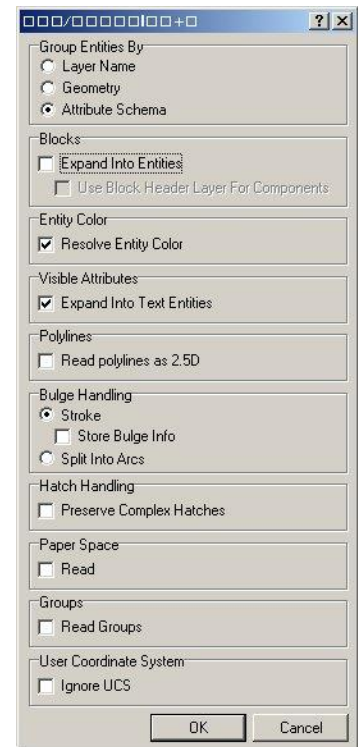 Group Entities By
Layer Name
Geometry
Attribute Schema
Blocks
Expand Into Entities
Use Block Header Layer For Components
Entity Color
Resolve Entity Color
Visible Attributes
Expand Into Text Entities
Polylines
Read polylines as 2.5D
Bulge Handling
Stroke
Store Bulge Info
Split Into Arcs
Hatch Handling
Preserve Complex Hatches
Paper Space
Read
Groups
Read Groups
User Coordinate System
Ignore UCS
OK Cancel